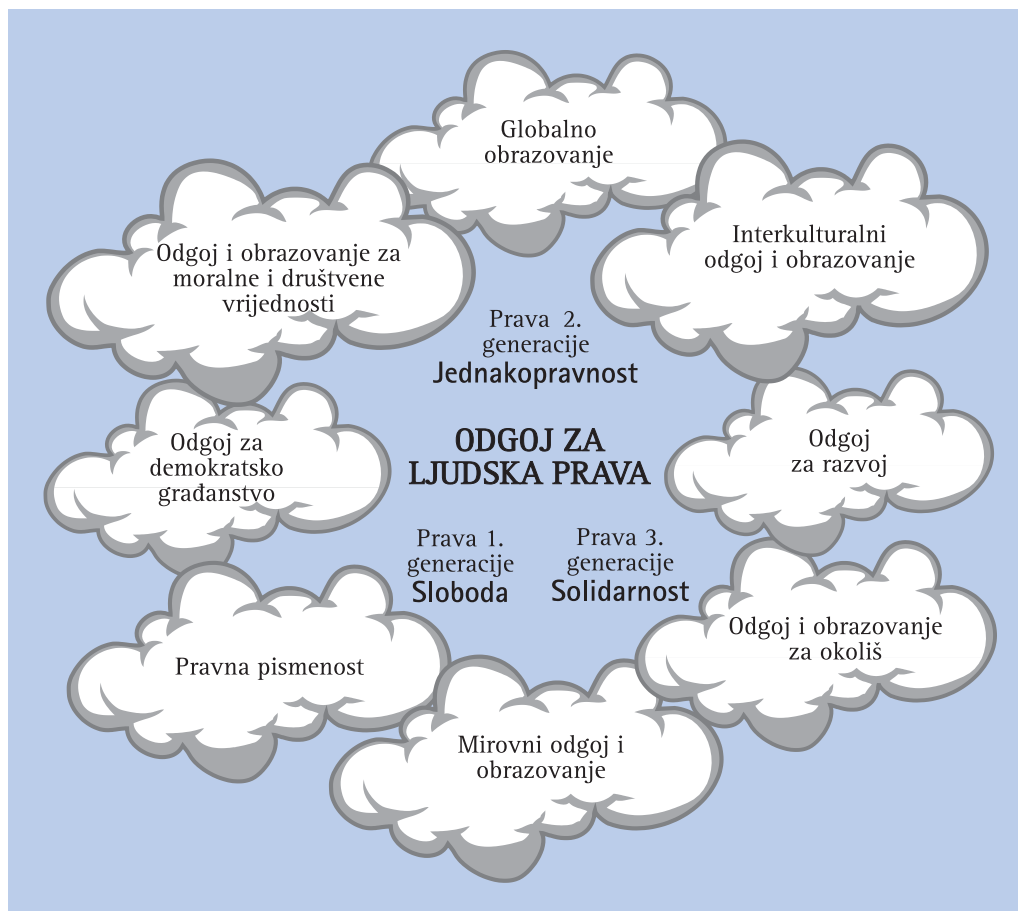 Globalno
obrazovanje
Interkulturalni
odgoj i obrazovanje
Odgoj i obrazovanje za
moralne i društvene
vrijednosti
Prava 2.
generacije
Jednakopravnost
Odgoj za
demokratsko
građanstvo
ODGOJ ZA
LJUDSKA PRAVA
Odgoj
za razvoj
Prava 1.
generacije
Sloboda
Prava 3.
generacije
Solidarnost
Odgoj i obrazovanje
za okoliš
Pravna pismenost
Mirovni odgoj i
obrazovanje